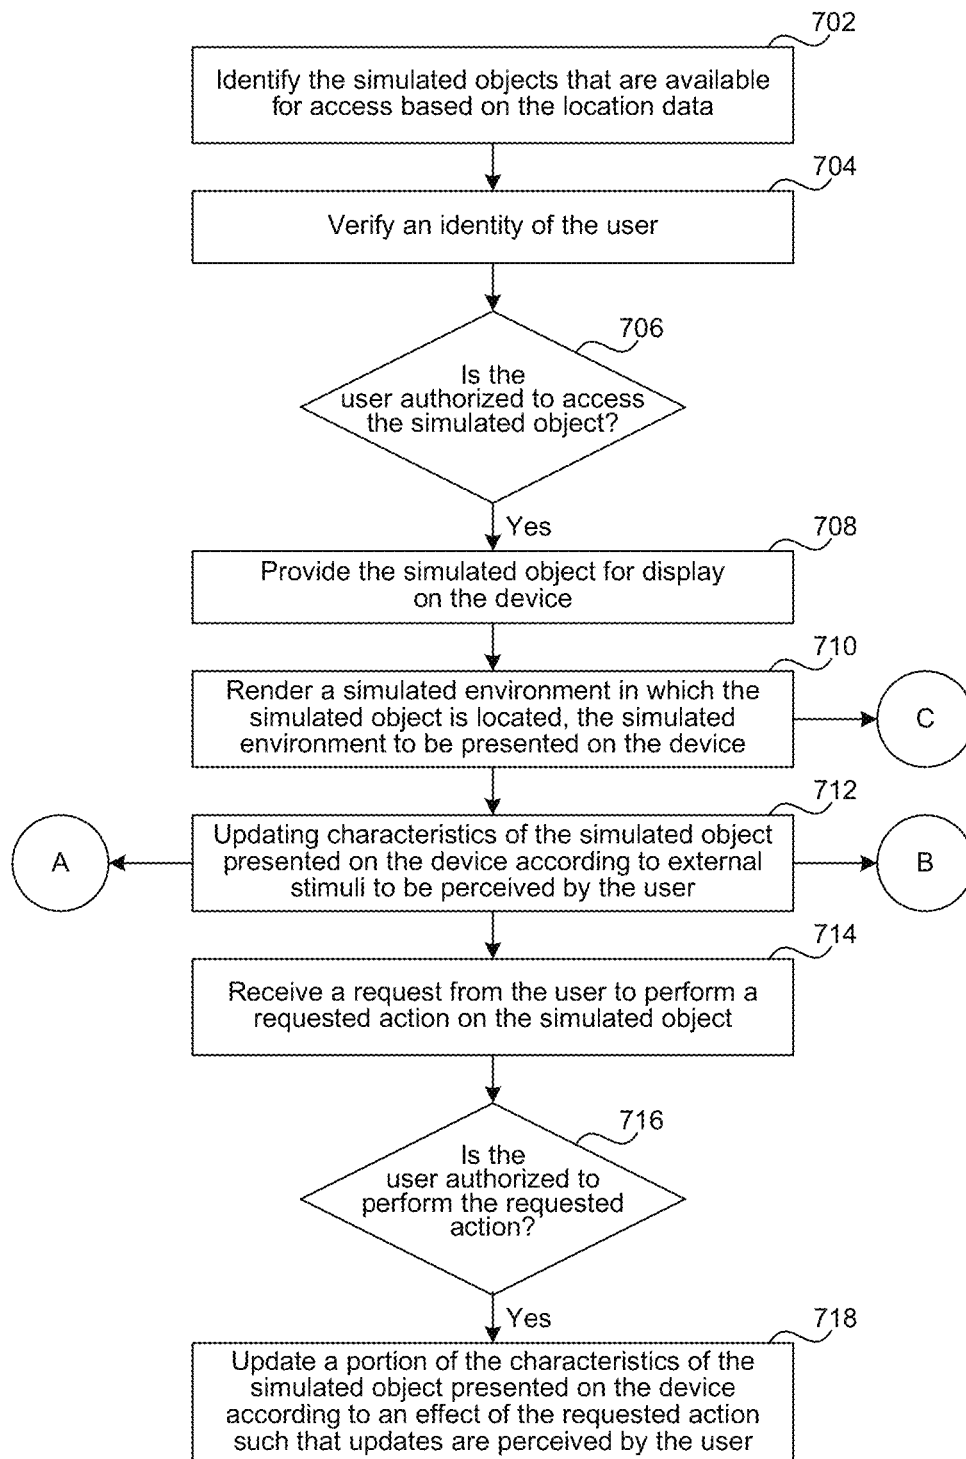 702
Identify the simulated objects that are available
for access based on the location data
704
Verify an identity of the user
706
Is the
user authorized to access
the simulated object?
Yes
708
Provide the simulated object for display
on the device
710
Render a simulated environment in which the
simulated object is located, the simulated
environment to be presented on the device
C
712
A
Updating characteristics of the simulated object
presented on the device according to external
stimuli to be perceived by the user
B
714
Receive a request from the user to perform a
requested action on the simulated object
716
Is the
user authorized to
perform the requested
action?
Yes
718
Update a portion of the characteristics of the
simulated object presented on the device
according to an effect of the requested action
such that updates are perceived by the user